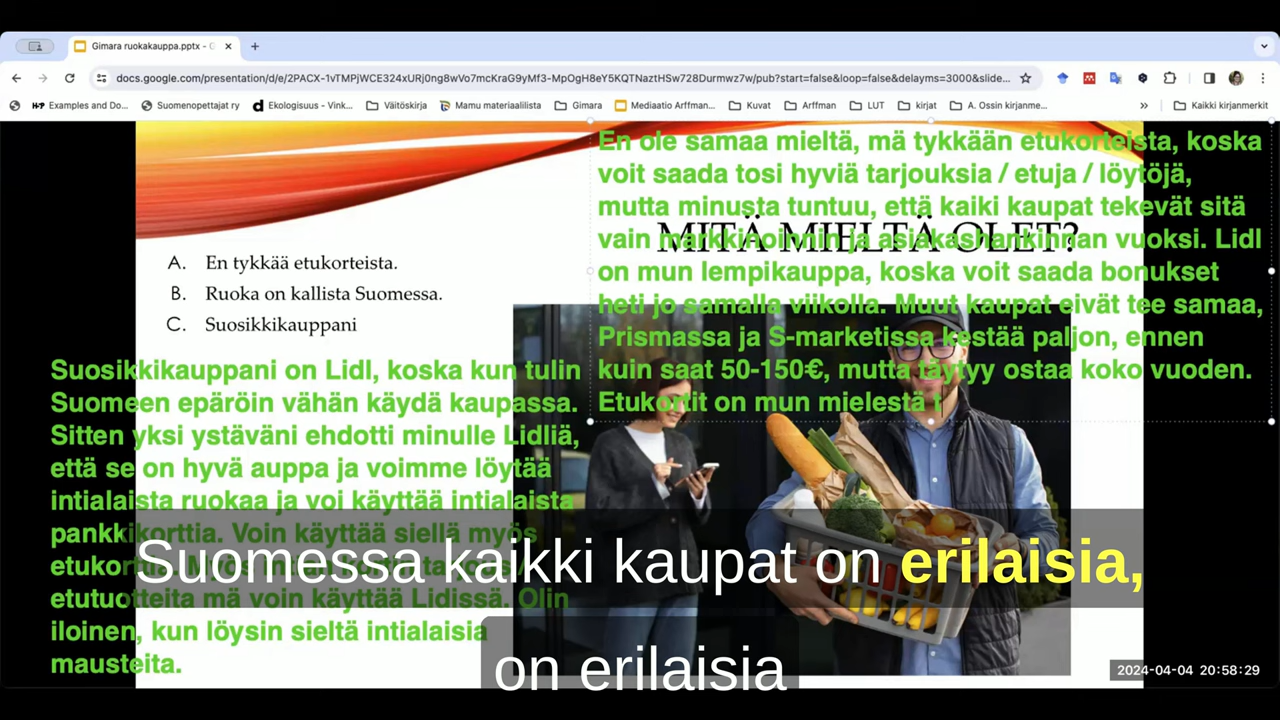 Gimara ruokakauppa.pptx - G
docs.google.com/presentation/d/e/2PACX-1vTMPjWCE324xURj0ng8wVo7mcKraG9yMf3-MpOgH8eY5KQTNaztHSw728Durmwz7w/pub?start=false&loop=false&delayms=3000&slide...
Examples and Do... Suomenopettajat ry Ekologisuus - Vink... Väitöskirja Mamu materiaalilista Gimara Mediaatio Arffman... Kuvat Arffman LUT kirjat A. Ossin kirjanme... » Kaikki kirjanmerkit
En ole samaa mieltä, mä tykkään etukorteista, koska
voit saada tosi hyviä tarjouksia / etuja / löytöjä,
mutta minusta tuntuu, että kaiki kaupat tekevät sitä
vain markkinoinnin ja asiakashankinnan vuoksi. Lidl
on mun lempikauppa, koska voit saada bonukset
heti jo samalla viikolla. Muut kaupat eivät tee samaa,
Prismassa ja S-marketissa kestää paljon, ennen
kuin saat 50-150€, mutta täytyy ostaa koko vuoden.
Etukortit on mun mielestä t
MITÄ MIELTÄ OLET?
A. En tykkää etukorteista.
B. Ruoka on kallista Suomessa.
C. Suosikkikauppani
Suosikkikauppani on Lidl, koska kun tulin
Suomeen epäröin vähän käydä kaupassa.
Sitten yksi ystäväni ehdotti minulle Lidliä,
että se on hyvä auppa ja voimme löytää
intialaista ruokaa ja voi käyttää intialaista
pankkikorttia. Voin käyttää siellä myös
etutuotteita mä voin käyttää Lidissä. Olin
iloinen, kun löysin sieltä intialaisia
mausteita.
Suomessa kaikki kaupat on erilaisia,
on erilaisia
2024-04-04 20:58:29